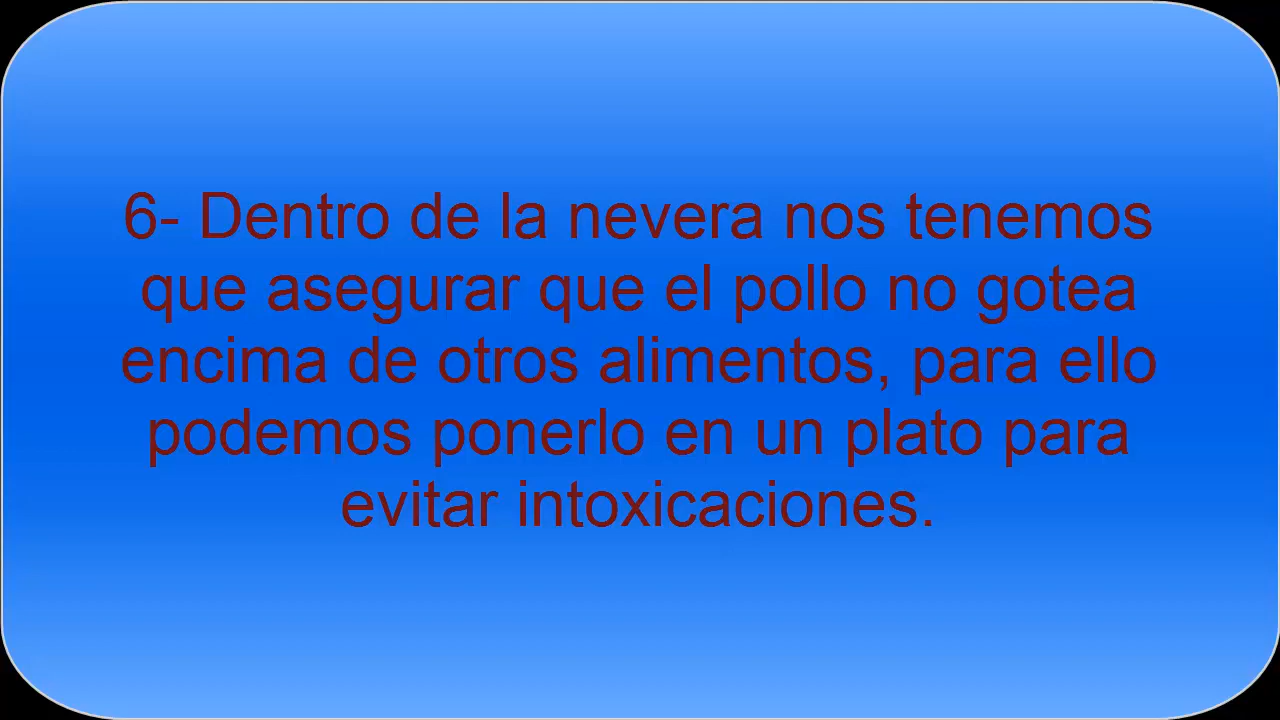 6- Dentro de la nevera nos tenemos
que asegurar que el pollo no gotea
encima de otros alimentos, para ello
podemos ponerlo en un plato para
evitar intoxicaciones.